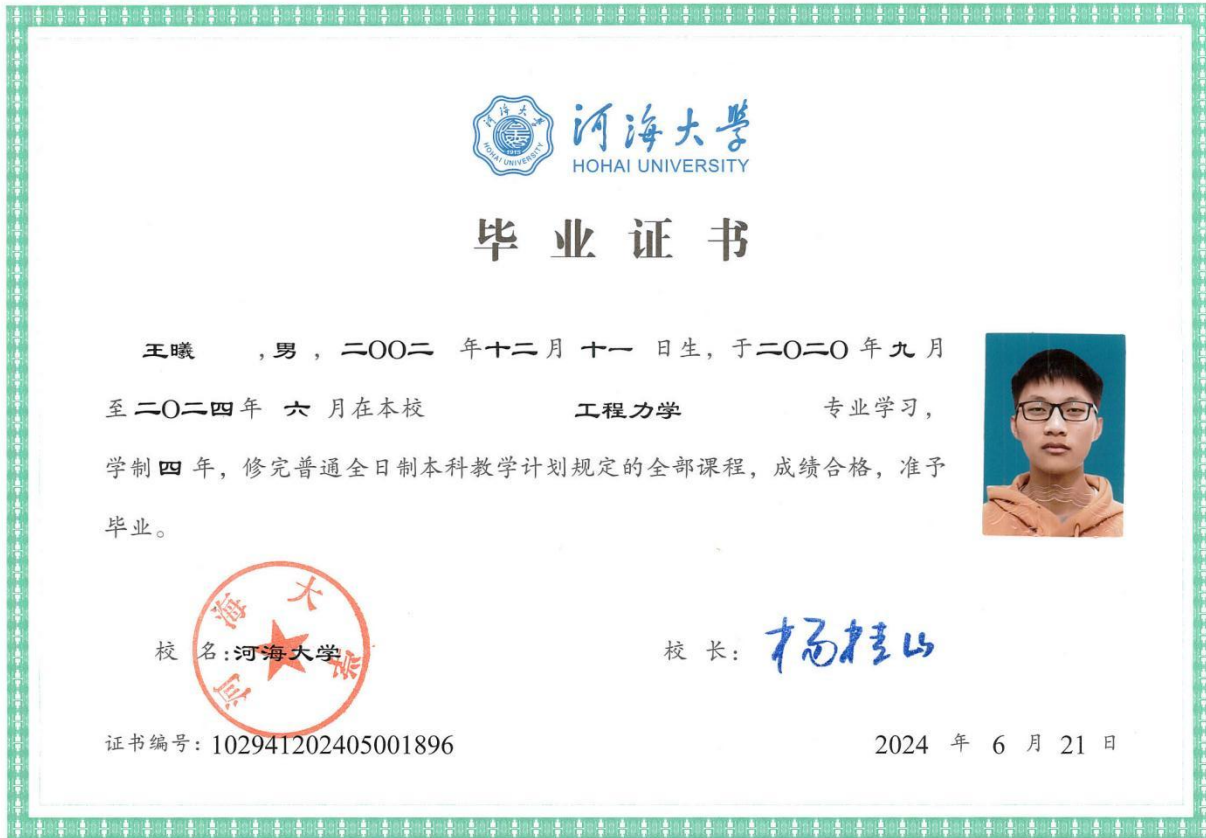 河海大學
HOHAI UNIVERSITY
毕业证书
王曦 ,男, 二OO二 年十二月 十一 日生, 于二O二O 年 九 月
至 二O二四年 六 月在本校 工程力学 专业学习,
学制 四 年, 修完普通全日制本科教学计划规定的全部课程, 成绩合格, 准予
毕业。
河海大学
校 名:河海大学
校 长: 杨桂山
证书编号: 102941202405001896
2024 年 6 月 21 日